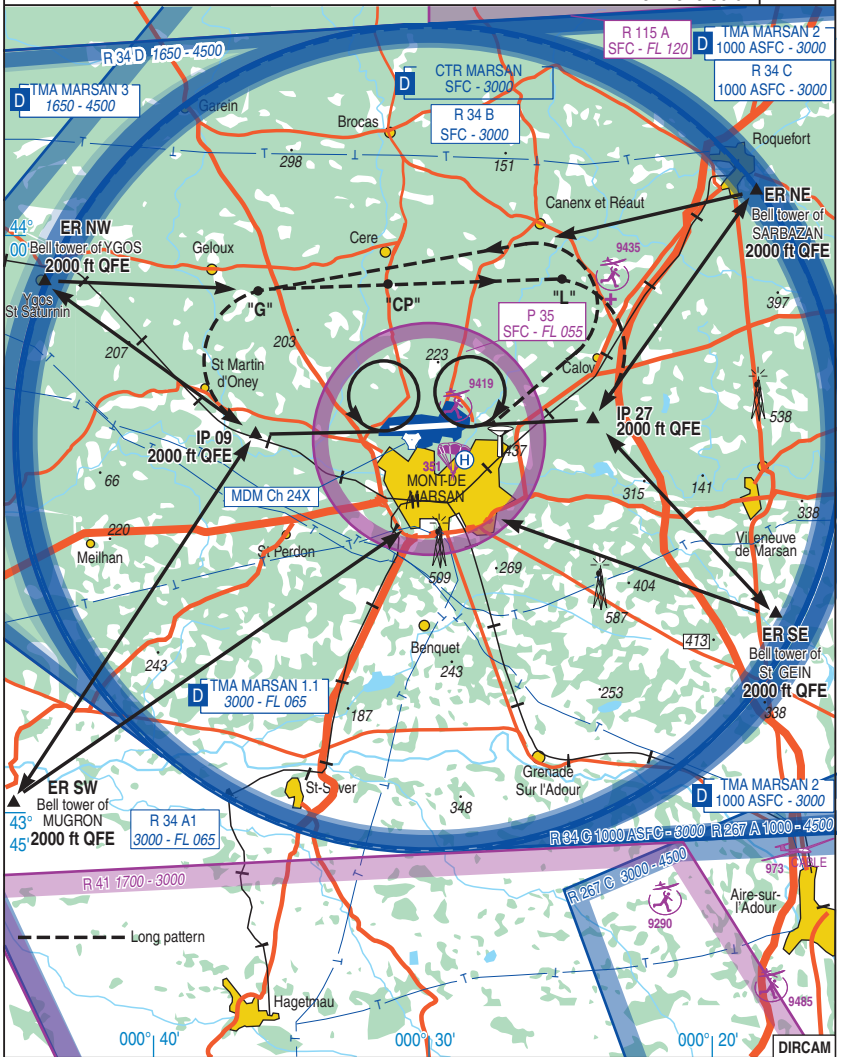 R 34 D 1650 - 4500
R 115 A
SFC - FL 120
D
TMA MARSAN 2
1000 ASFC - 3000
R 34 C
1000 ASFC - 3000
D
TMA MARSAN 3
1650 - 4500
D
CTR MARSAN
SFC - 3000
R 34 B
SFC - 3000
Garein
Brocas
Roquefort
298
151
ER NE
Bell tower of
SARBAZAN
2000 ft QFE
Canenx et Réaut
44°
00'
ER NW
Bell tower of YGOS
2000 ft QFE
Ygos
St Saturnin
Geloux
Cere
9435
"G"
"CP"
"L"
397
P 35
SFC - FL 055
207
203
223
St Martin
d'Oney
Caloy
9419
538
IP 09
2000 ft QFE
IP 27
2000 ft QFE
437
H
351
MONT-DE
MARSAN
66
MDM Ch 24X
315
141
338
220
Meilhan
St Perdon
Villeneuve
de Marsan
509
269
404
587
413
ER SE
Bell tower of
St GEIN
2000 ft QFE
338
Benquet
243
243
253
D
TMA MARSAN 1.1
3000 - FL 065
187
Grenade
Sur l'Adour
St-Sever
348
D
TMA MARSAN 2
1000 ASFC - 3000
ER SW
Bell tower of
MUGRON
2000 ft QFE
43°
45'
R 34 A1
3000 - FL 065
R 34 C 1000 ASFC - 3000
R 267 A 1000 - 4500
R 41 1700 - 3000
R 267 C 3000 - 4500
973
CABLE
Aire-sur-
l'Adour
9290
Long pattern
9485
Hagetmau
000° 40'
000° 30'
000° 20'
DIRCAM